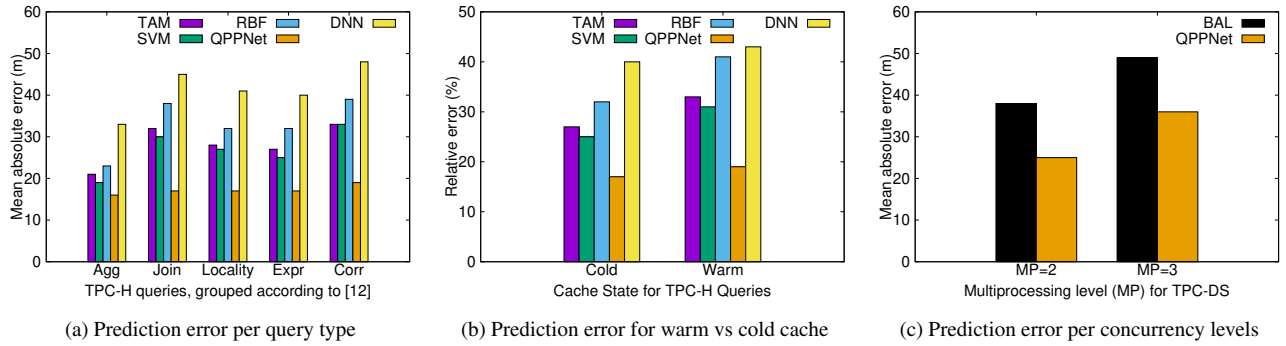 60
50
40
30
20
10
0
Mean absolute error (m)
TAM RBF DNN
SVM QPPNet
Agg Join Locality Expr Corr
TPC-H queries, grouped according to [12]
(a) Prediction error per query type
50
40
30
20
10
0
Relative error (%)
TAM RBF DNN
SVM QPPNet
Cold Warm
Cache State for TPC-H Queries
(b) Prediction error for warm vs cold cache
60
50
40
30
20
10
0
Mean absolute error (m)
BAL
QPPNet
MP=2 MP=3
Multiprocessing level (MP) for TPC-DS
(c) Prediction error per concurrency levels